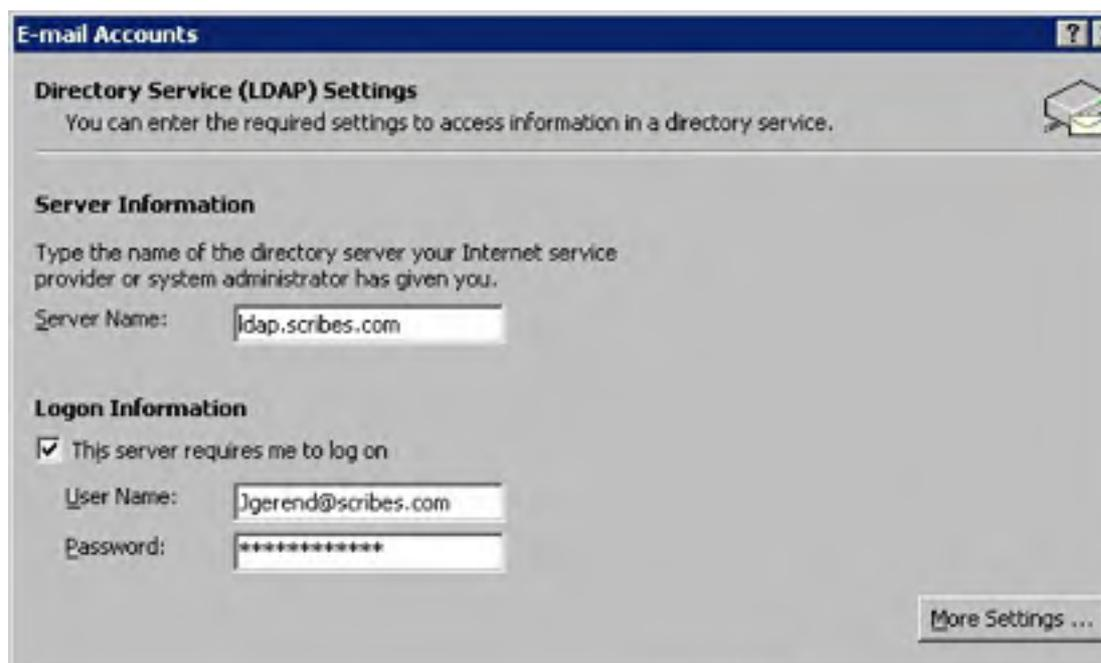 E-mail Accounts
?
Directory Service (LDAP) Settings
You can enter the required settings to access information in a directory service.
Server Information
Type the name of the directory server your Internet service
provider or system administrator has given you.
Server Name: ldap.scribes.com
Logon Information
This server requires me to log on
User Name: Jgerend@scribes.com
Password: ************
More Settings ...